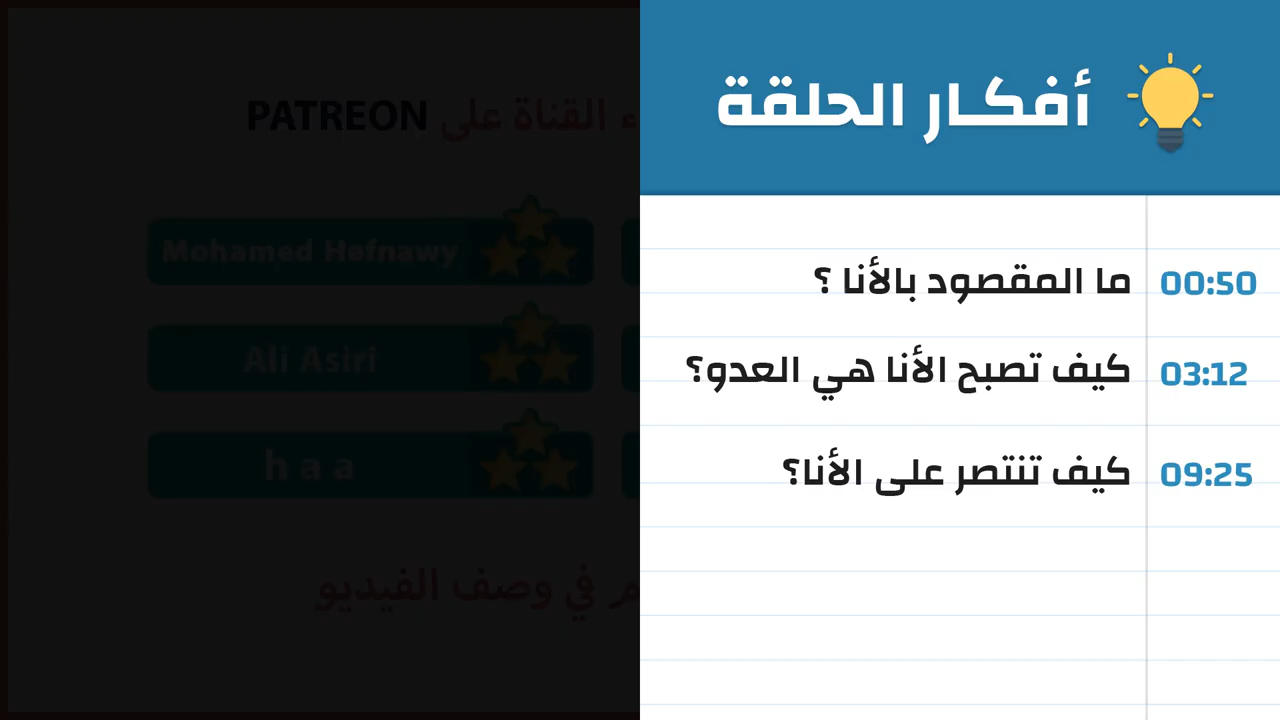 أفكار الحلقة
00:50 ما المقصود بالأنا ؟
03:12 كيف تصبح الأنا هي العدو؟
09:25 كيف تنتصر على الأنا؟
القناة على PATREON
Mohamed Hefnawy
Ali Asiri
h a a
في وصف الفيديو